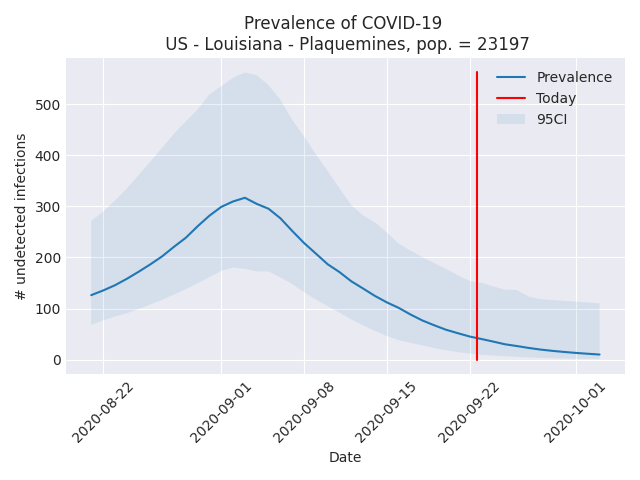 Prevalence of COVID-19
US - Louisiana - Plaquemines, pop. = 23197
Prevalence
Today
95CI
# undetected infections
500
400
300
200
100
0
2020-08-22
2020-09-01
2020-09-08
2020-09-15
2020-09-22
2020-10-01
Date